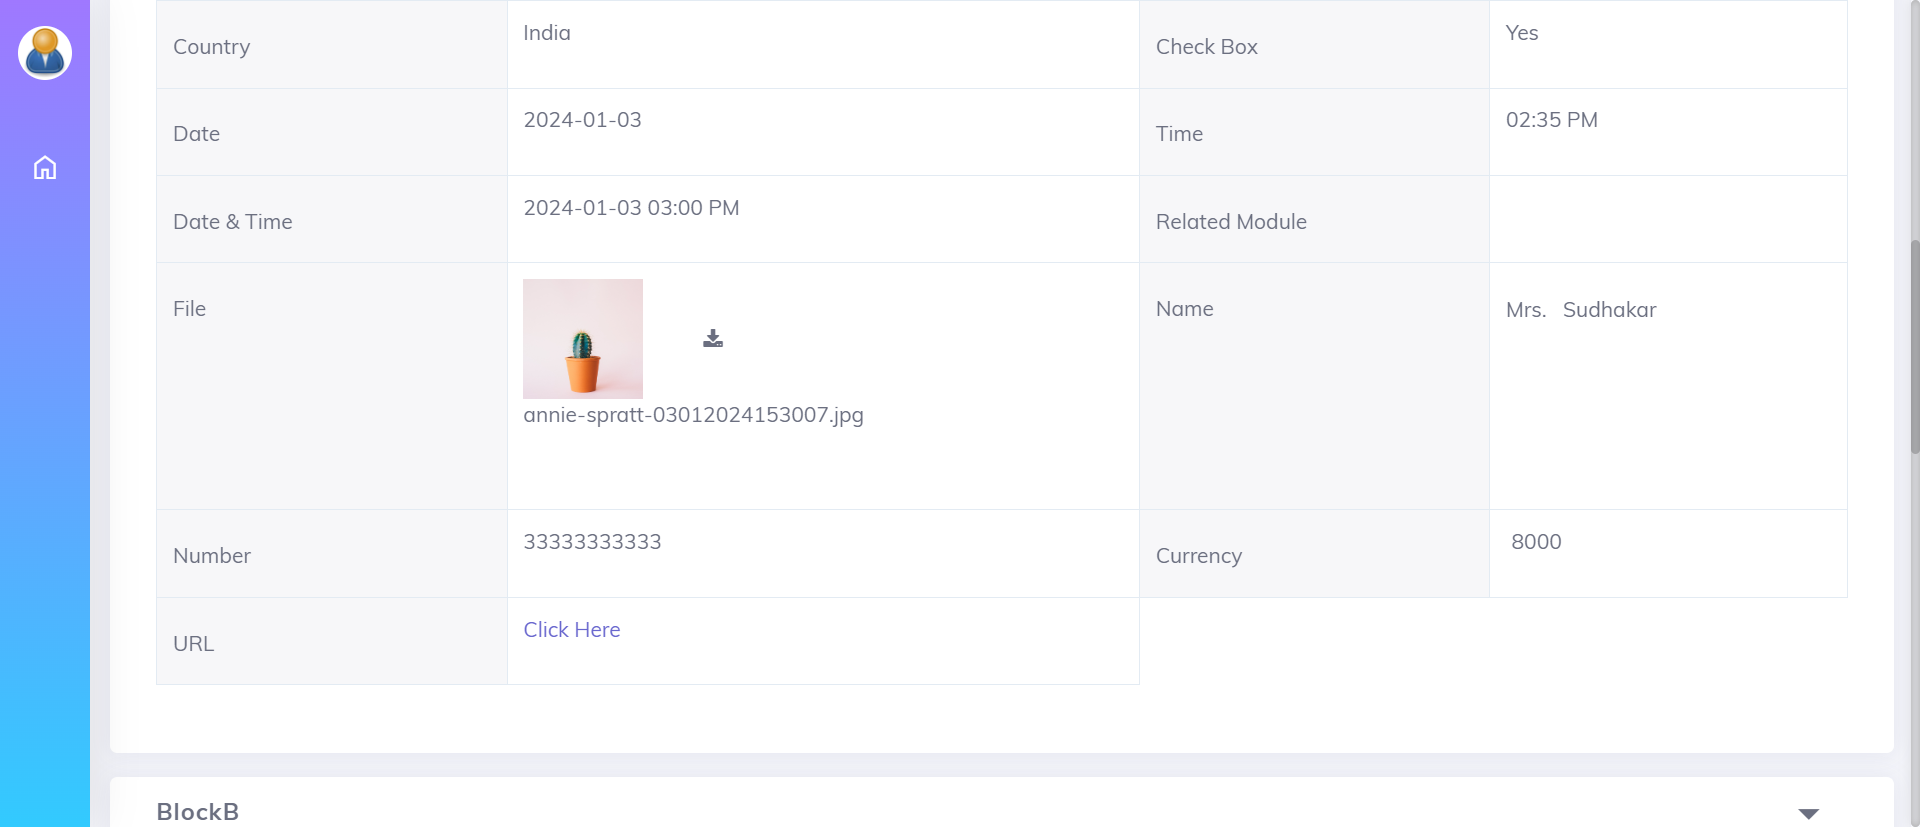 Country India Check Box Yes
Date 2024-01-03 Time 02:35 PM
Date & Time 2024-01-03 03:00 PM Related Module
File Name Mrs. Sudhakar
annie-spratt-03012024153007.jpg
Number 33333333333 Currency 8000
URL Click Here
BlockB